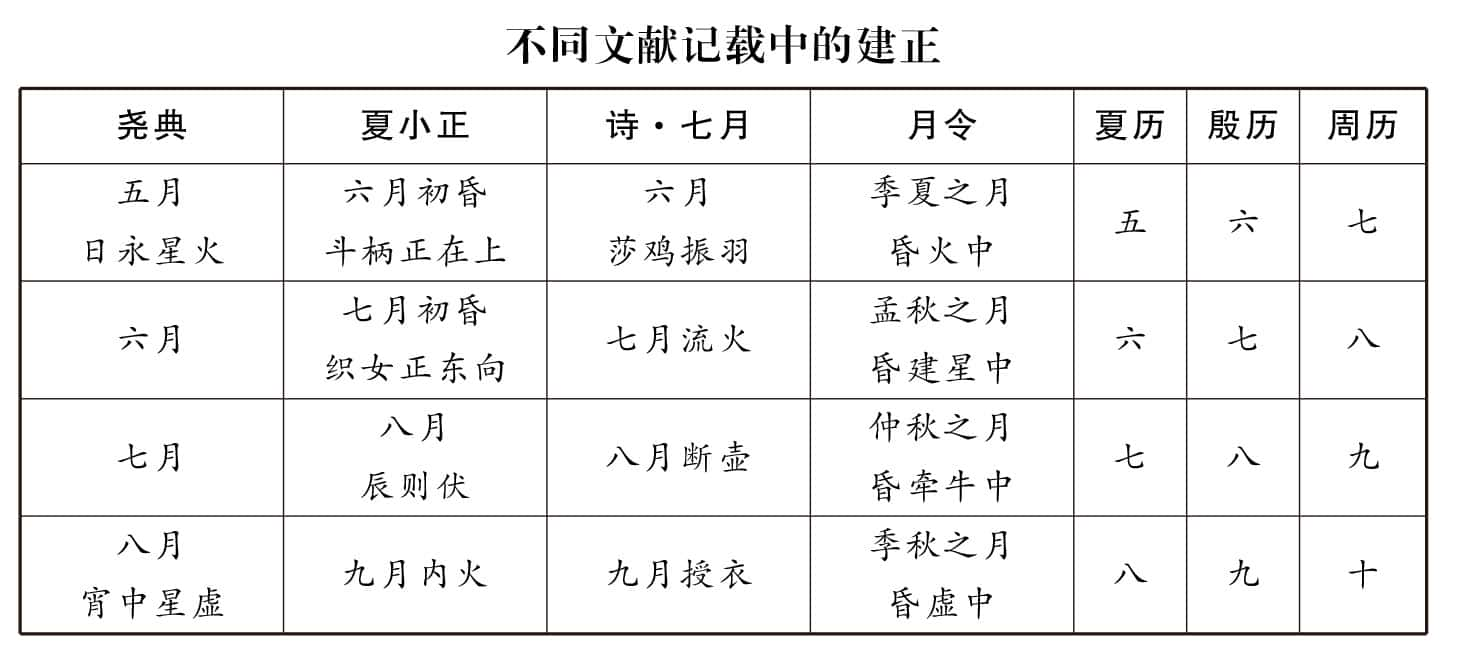 不同文献记载中的建正
尧典 夏小正 诗·七月 月令 夏历 殷历 周历
五月 六月初昏 六月 季夏之月
五 六 七
日永星火 斗柄正在上 莎鸡振羽 昏火中
七月初昏 孟秋之月
六月 七月流火 六 七 八
织女正东向 昏建星中
八月 仲秋之月
七月 八月断壶 七 八 九
辰则伏 昏牵牛中
八月 季秋之月
九月内火 九月授衣 八 九 十
宵中星虚 昏虚中